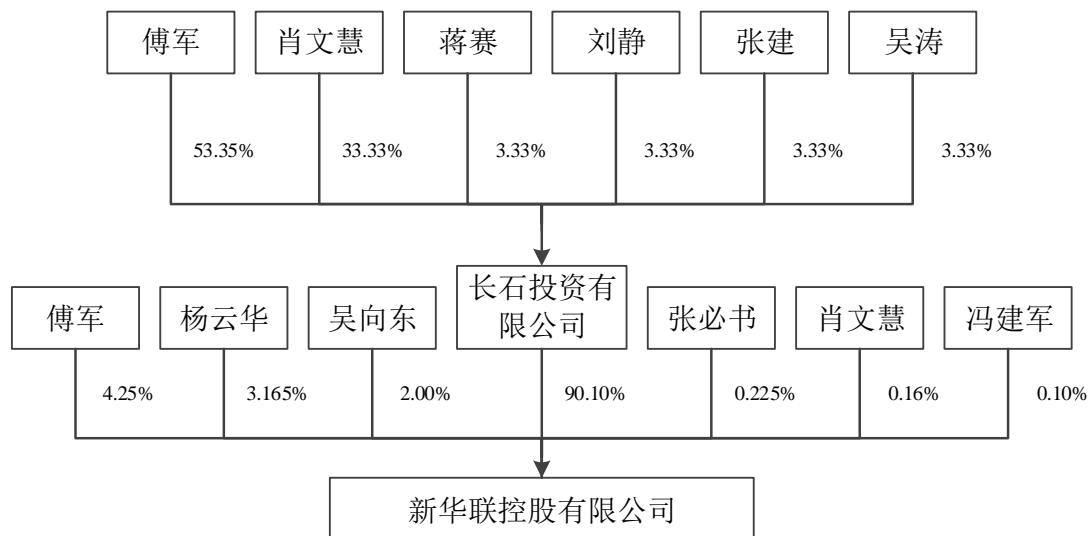 傅军
肖文慧
蒋赛
刘静
张建
吴涛
53.35%
33.33%
3.33%
3.33%
3.33%
3.33%
长石投资有
限公司
傅军
杨云华
吴向东
张必书
肖文慧
冯建军
4.25%
3.165%
2.00%
90.10%
0.225%
0.16%
0.10%
新华联控股有限公司